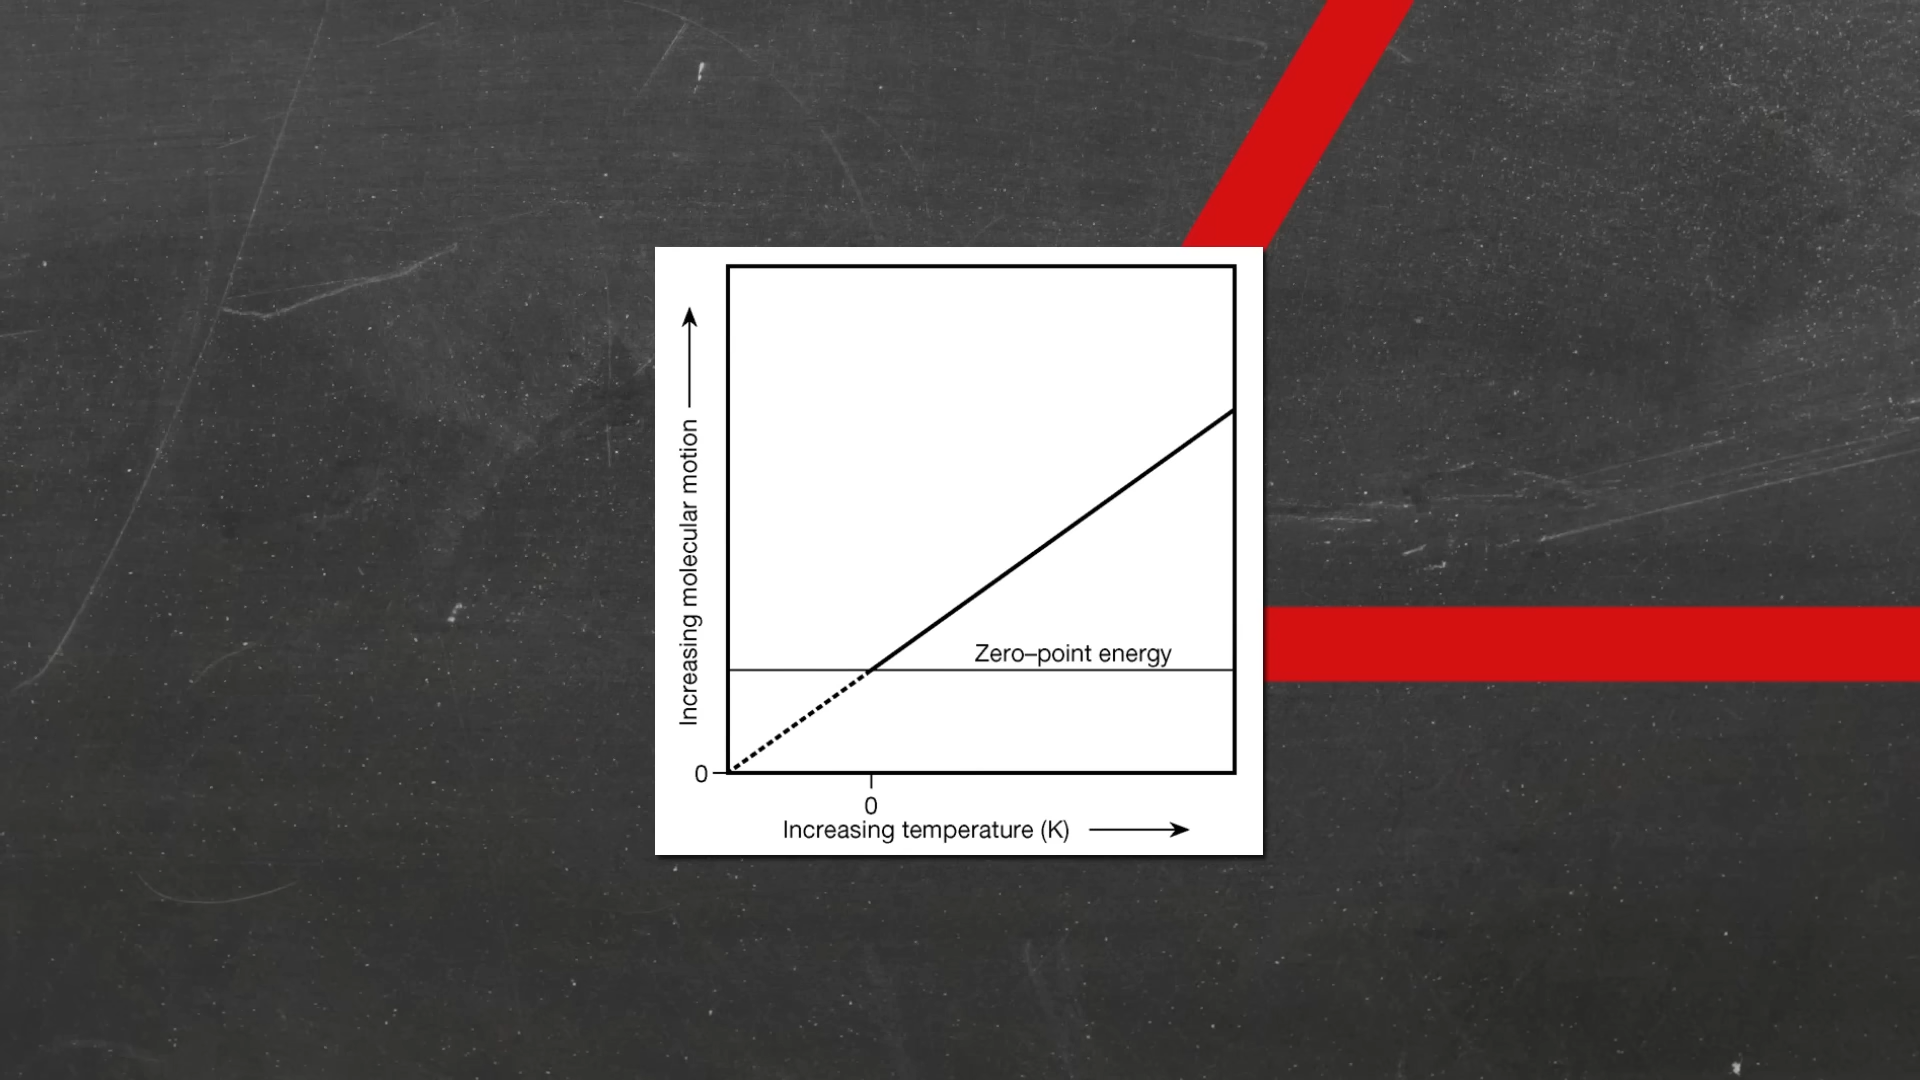 Increasing molecular motion
Zero–point energy
0
0
Increasing temperature (K)